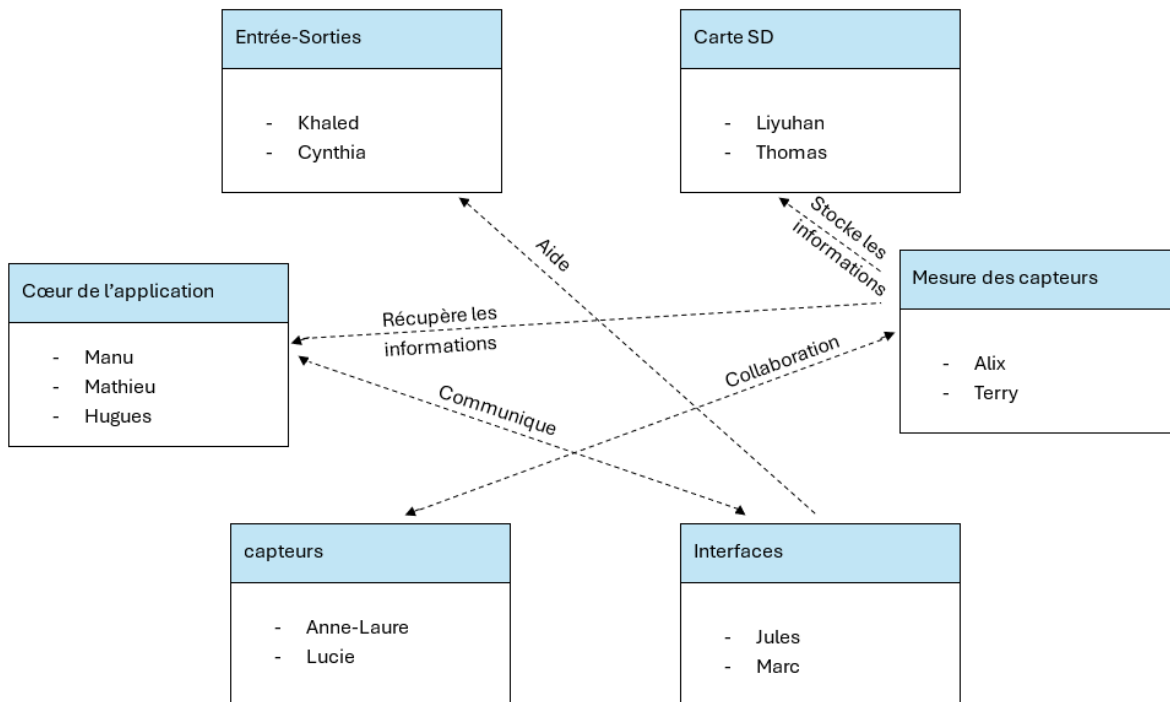 Entrée-Sorties
- Khaled
- Cynthia
Carte SD
- Liyuhan
- Thomas
Stocke les
informations
Aide
Cœur de l’application
- Manu
- Mathieu
- Hugues
Récupère les
informations
Mesure des capteurs
- Alix
- Terry
Collaboration
Communique
capteurs
- Anne-Laure
- Lucie
Interfaces
- Jules
- Marc